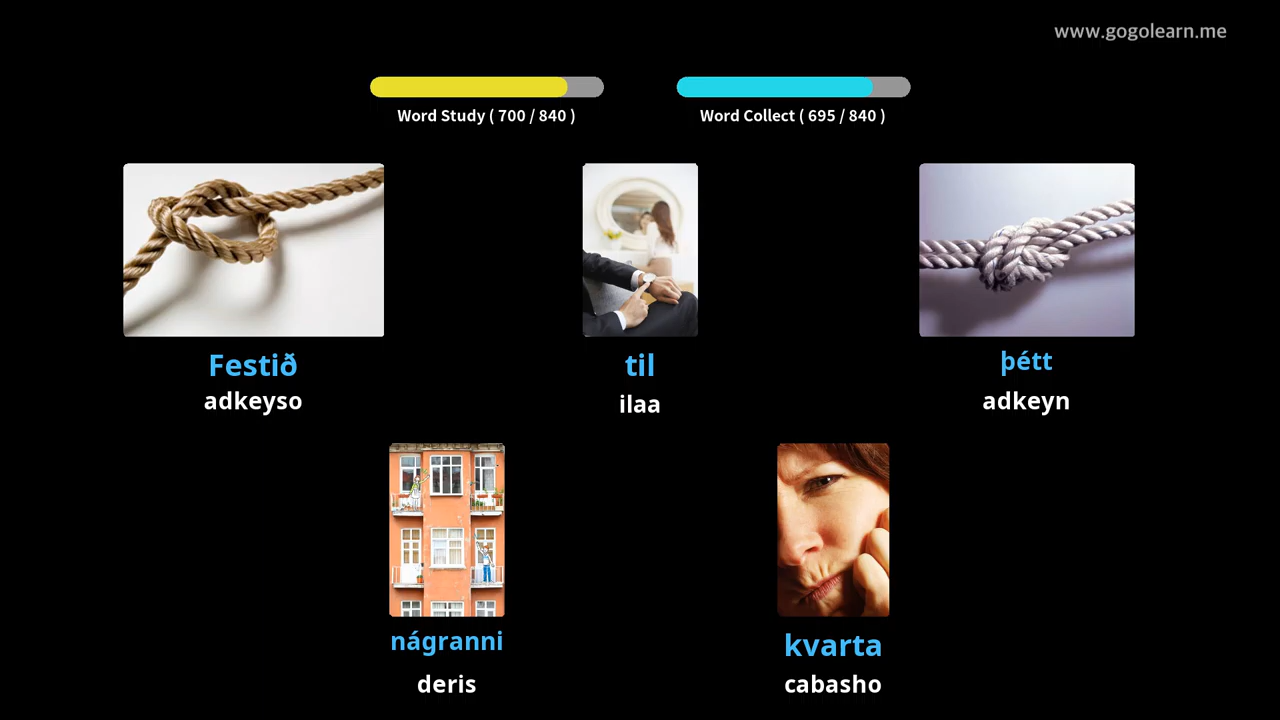 www.gogolearn.me
Word Study ( 700 / 840 )
Word Collect ( 695 / 840 )
Festið
adkeyso
til
ilaa
þétt
adkeyn
nágranni
deris
kvarta
cabasho